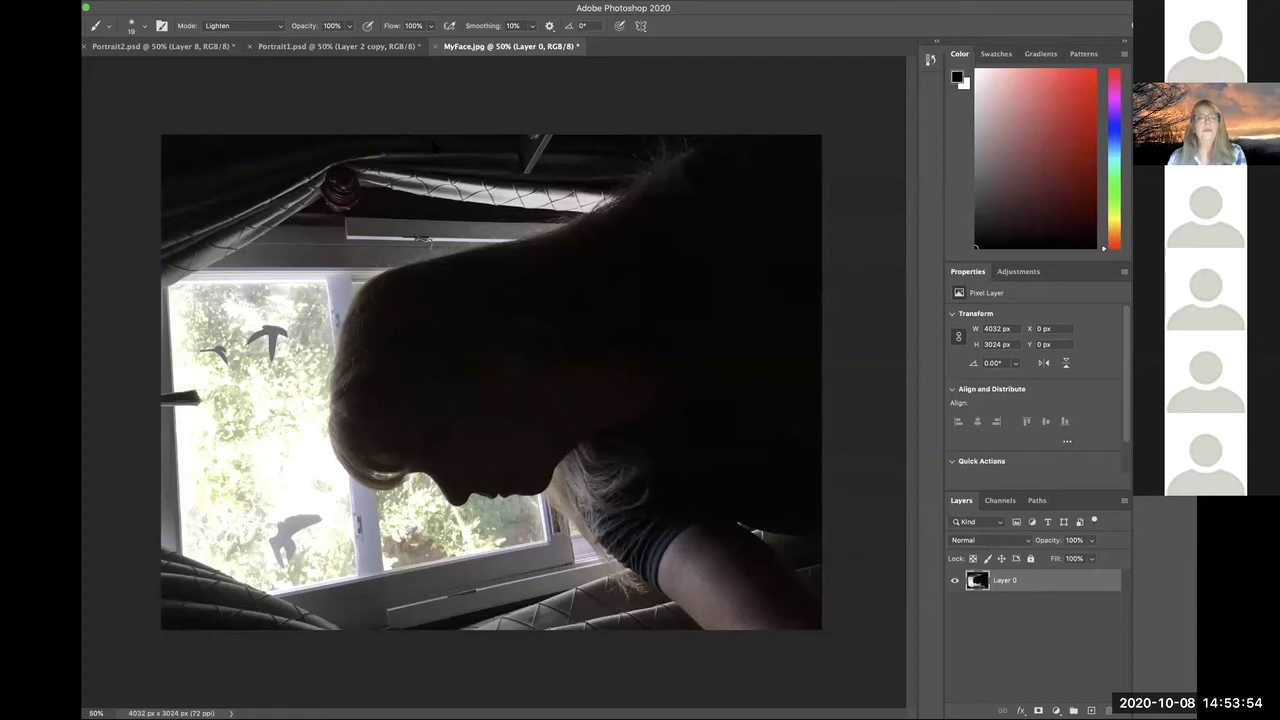 Adobe Photoshop 2020
19 Mode: Lighten Opacity: 100% Flow: 100% Smoothing: 10% 0°
× Portrait2.psd @ 50% (Layer 8, RGB/8) * × Portrait1.psd @ 50% (Layer 2 copy, RGB/8) * × MyFace.jpg @ 50% (Layer 0, RGB/8) *
Color Swatches Gradients Patterns
Properties Adjustments
Pixel Layer
Transform
W 4032 px X 0 px
H 3024 px Y 0 px
0.00°
Align and Distribute
Align:
Quick Actions
Layers Channels Paths
Kind
Normal Opacity: 100%
Lock: Fill: 100%
Layer 0
50% 4032 px x 3024 px (72 ppi)
fx
2020-10-08 14:53:54